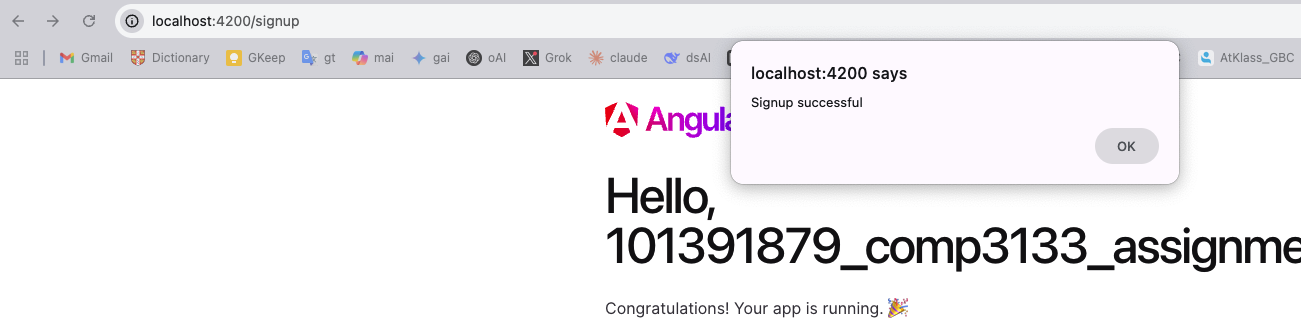 localhost:4200/signup
Gmail Dictionary GKeep gt mai gai oAI Grok claude dsAI AtKlass_GBC
localhost:4200 says
Signup successful
OK
Angula
Hello,
101391879_comp3133_assignme
Congratulations! Your app is running. 🎉